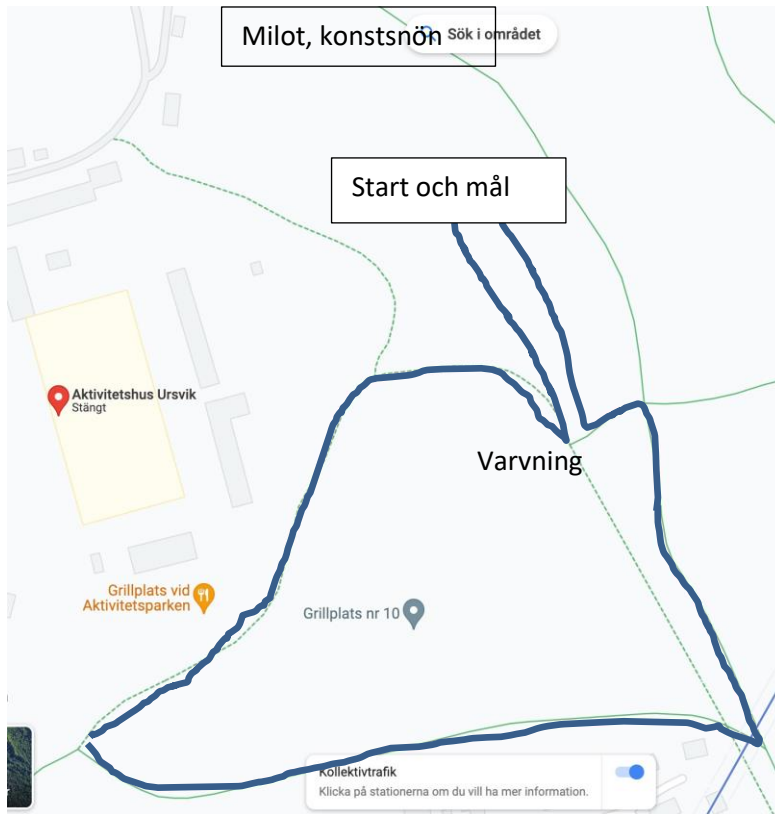 Milot, konstsnön
Sök i området
Start och mål
Aktivitetshus Ursvik
Stängt
Varvning
Grillplats vid
Aktivitetsparken
Grillplats nr 10
Kollektivtrafik
Klicka på stationerna om du vill ha mer information.